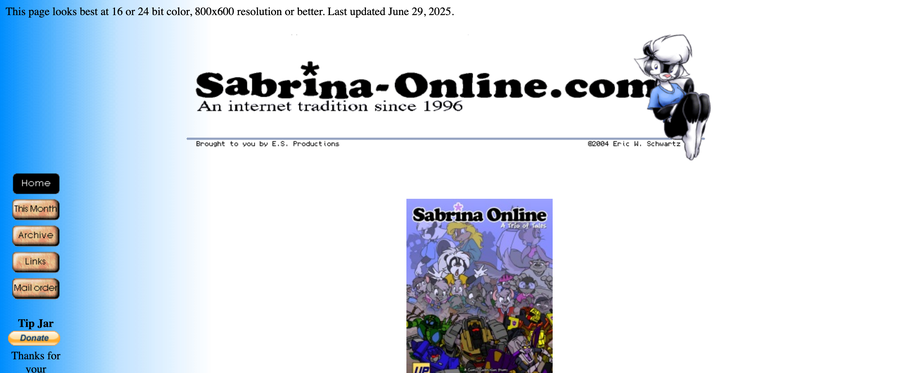 This page looks best at 16 or 24 bit color, 800x600 resolution or better. Last updated June 29, 2025.
Sabrina-Online.com
An internet tradition since 1996
Brought to you by E.S. Productions
©2004 Eric W. Schwartz
Home
This Month
Archive
Links
Mail order
Tip Jar
Donate
Thanks for
your
Sabrina Online
A Trio of Tails
UP